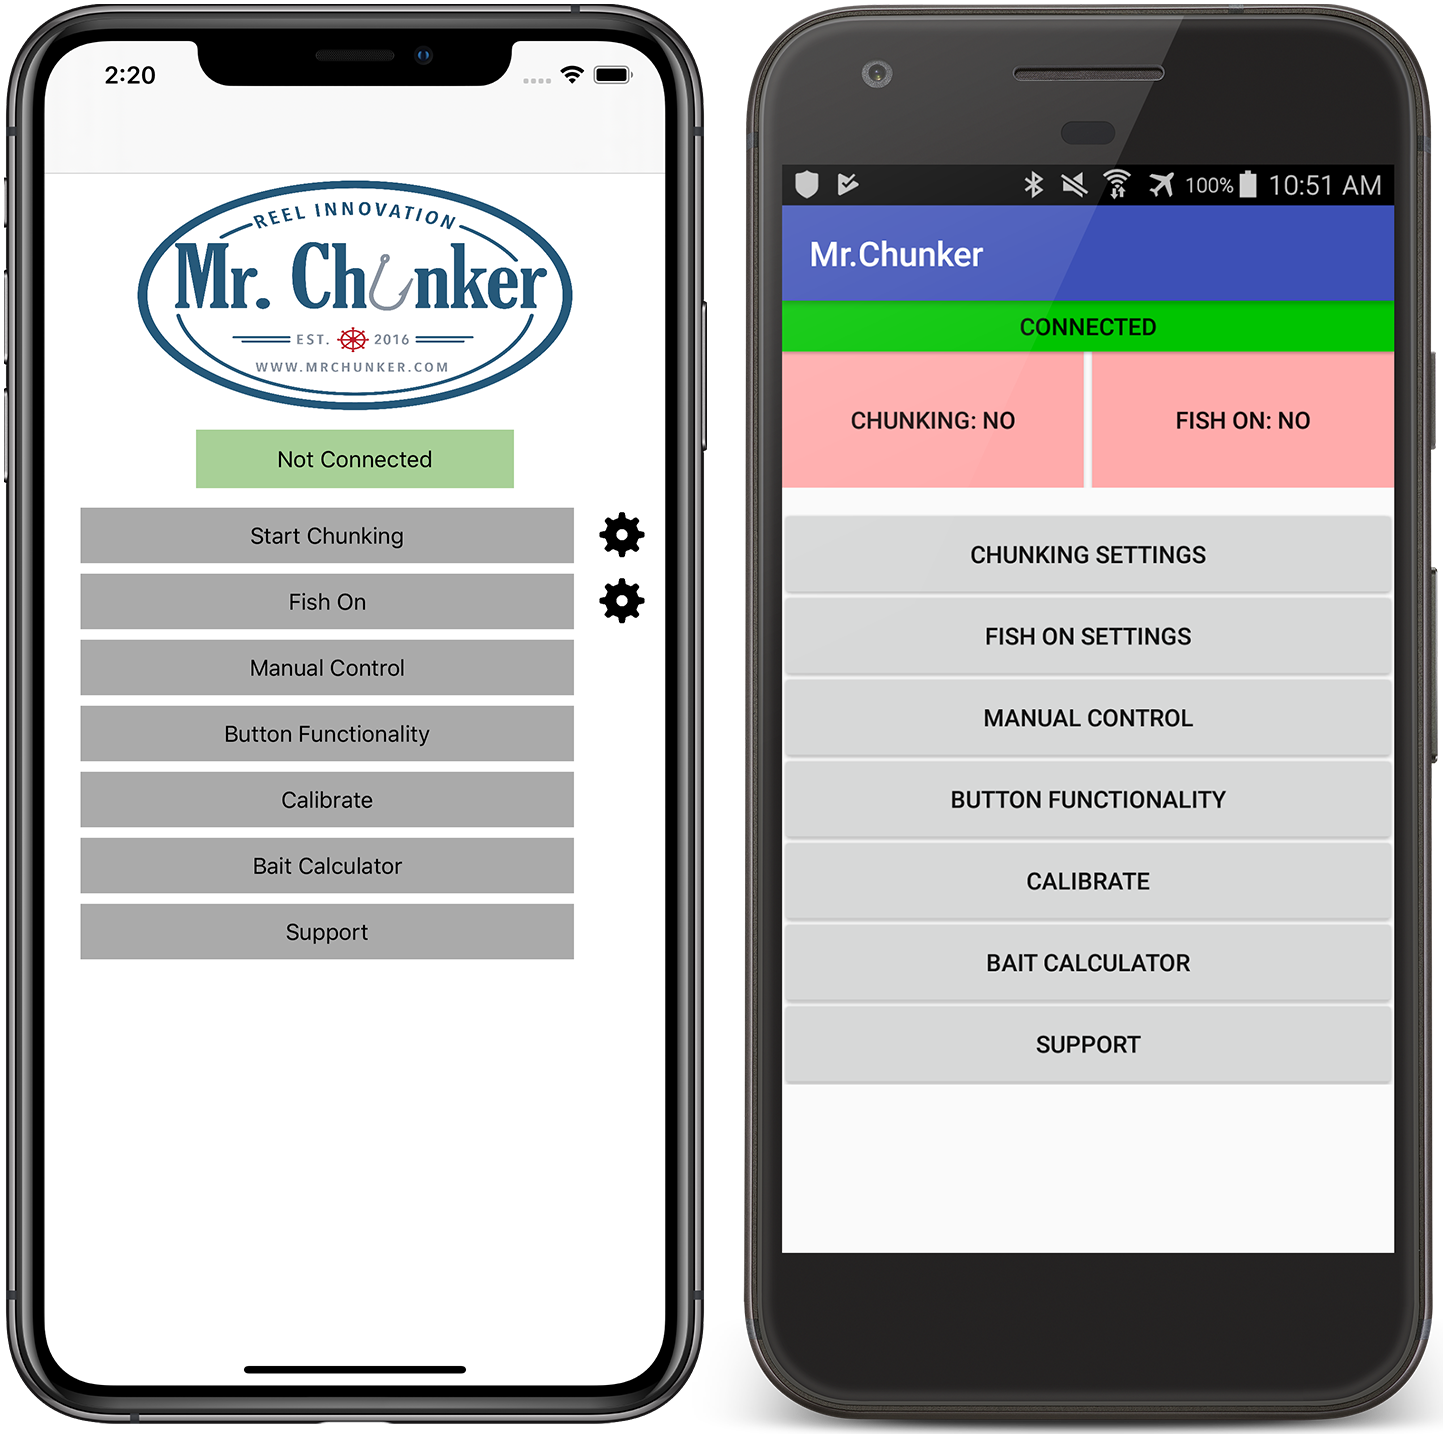 2:20
REEL INNOVATION
Mr. Chunker
EST. 2016
WWW.MRCHUNKER.COM
Not Connected
Start Chunking
Fish On
Manual Control
Button Functionality
Calibrate
Bait Calculator
Support
100% 10:51 AM
Mr.Chunker
CONNECTED
CHUNKING: NO FISH ON: NO
CHUNKING SETTINGS
FISH ON SETTINGS
MANUAL CONTROL
BUTTON FUNCTIONALITY
CALIBRATE
BAIT CALCULATOR
SUPPORT